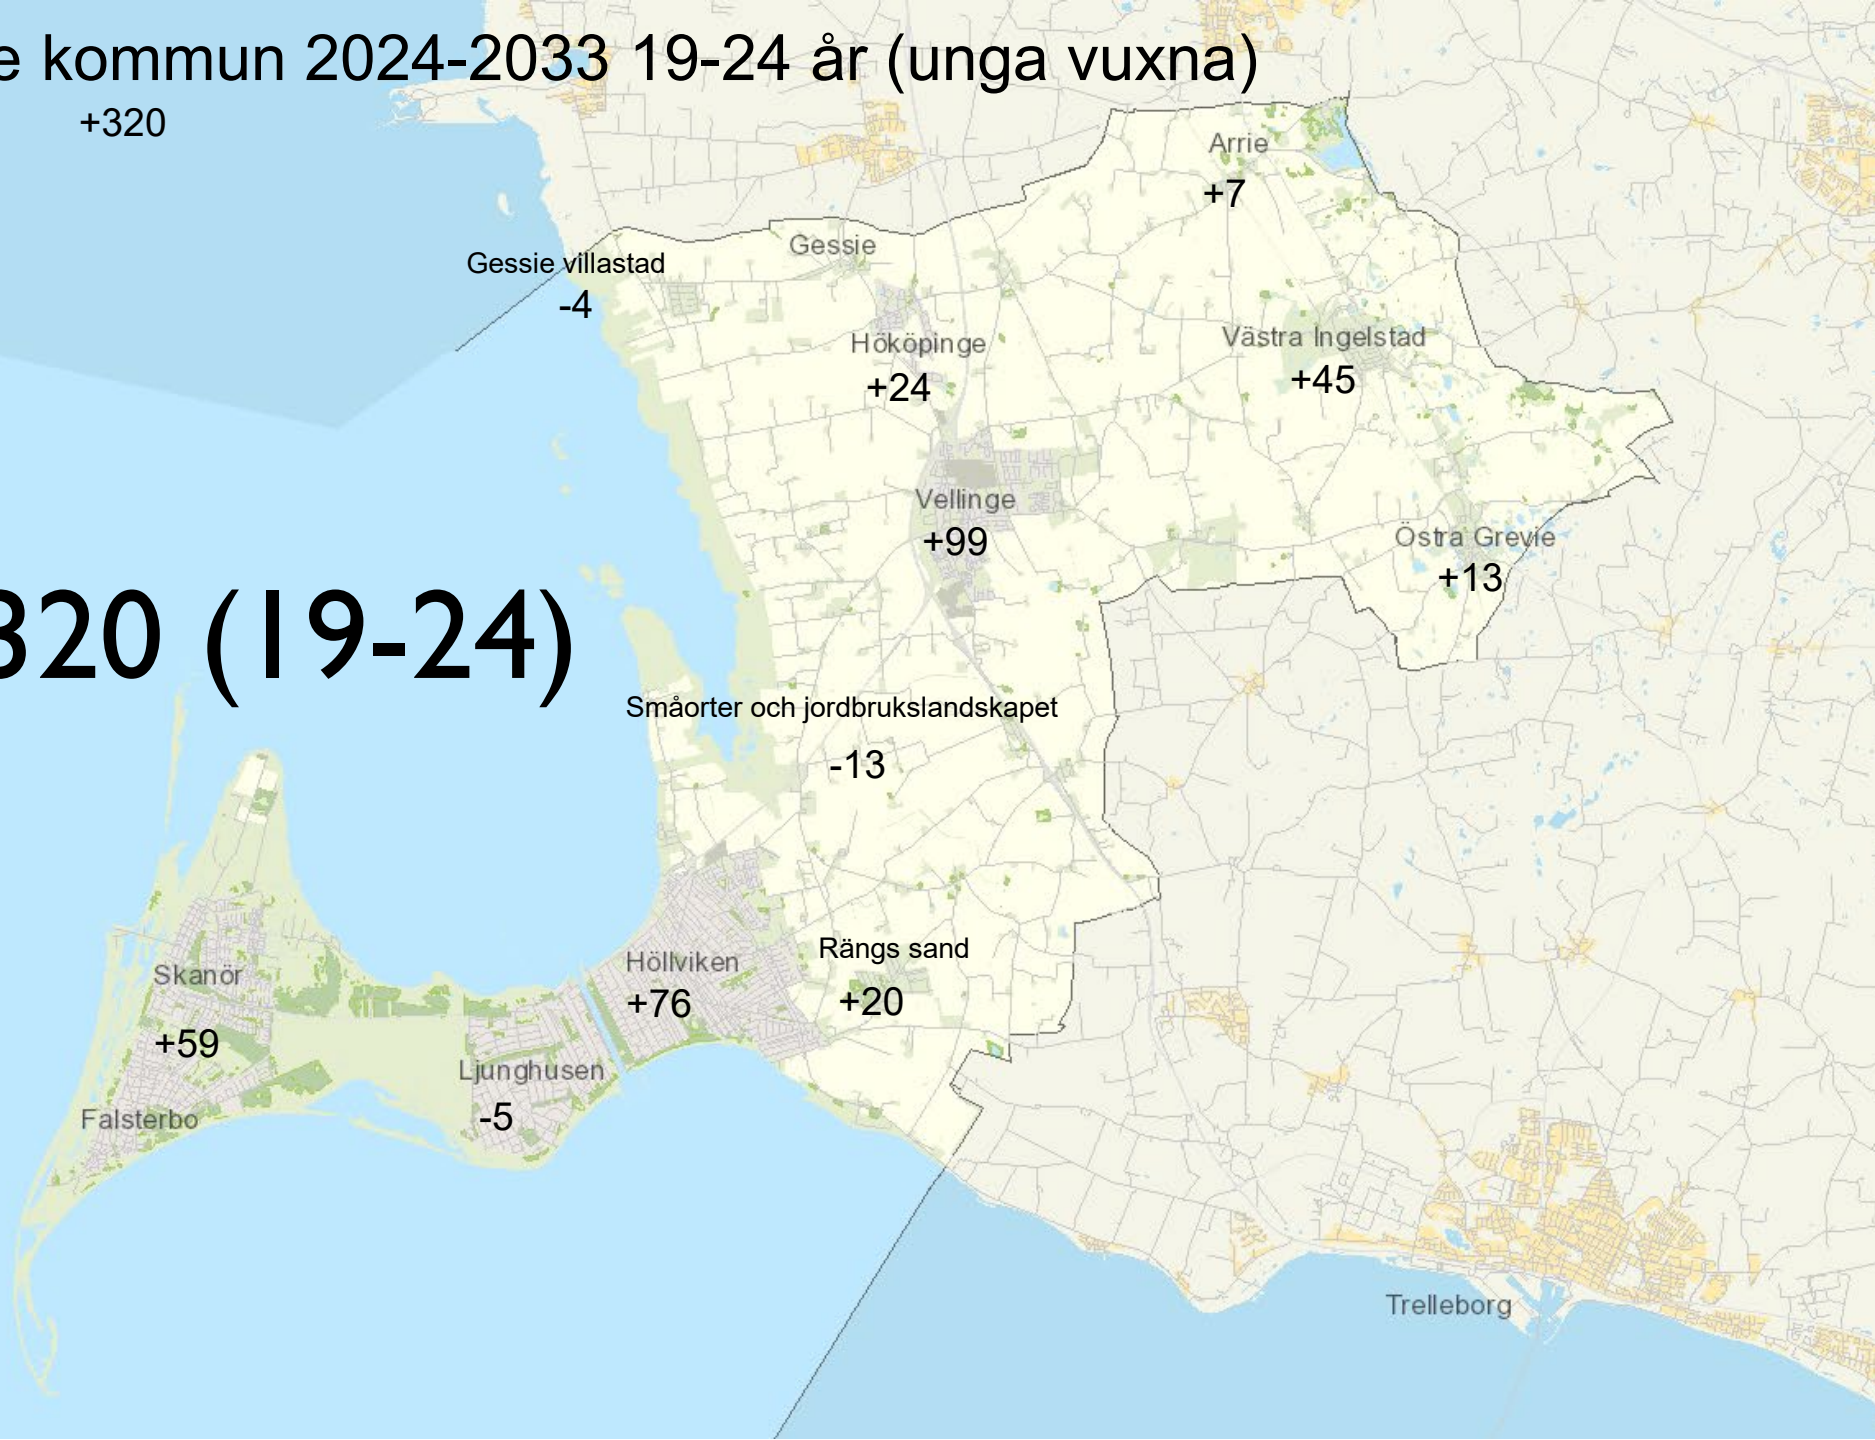 e kommun 2024-2033 19-24 år (unga vuxna)
+320
Arrie
+7
Gessie
Gessie villastad
-4
Hököpinge
+24
Västra Ingelstad
+45
Vellinge
+99
Östra Grevie
+13
320 (19-24)
Småorter och jordbrukslandskapet
-13
Rängs sand
+20
Höllviken
+76
Skanör
+59
Ljunghusen
-5
Falsterbo
Trelleborg